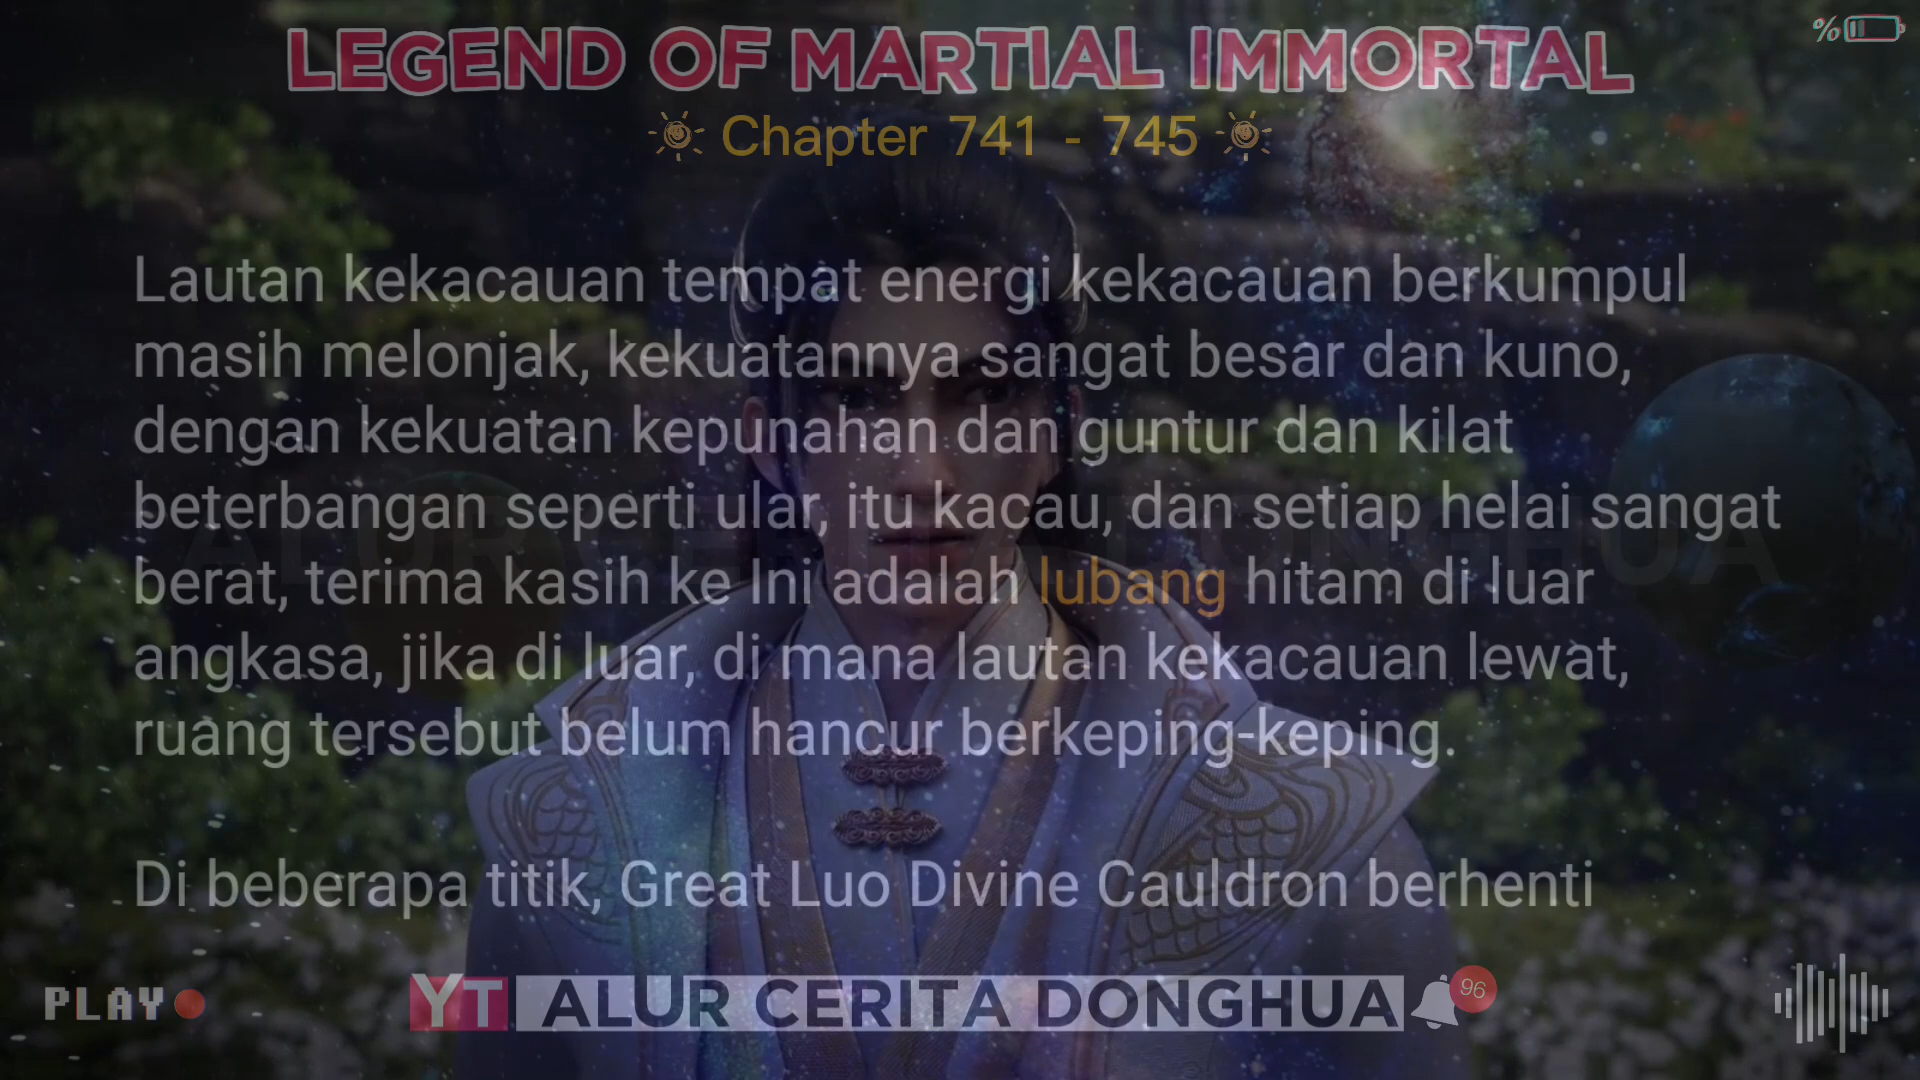 LEGEND OF MARTIAL IMMORTAL
%
Chapter 741 - 745
Lautan kekacauan tempat energi kekacauan berkumpul
masih melonjak, kekuatannya sangat besar dan kuno,
dengan kekuatan kepunahan dan guntur dan kilat
beterbangan seperti ular, itu kacau, dan setiap helai sangat
berat, terima kasih ke Ini adalah lubang hitam di luar
angkasa, jika di luar, di mana lautan kekacauan lewat,
ruang tersebut belum hancur berkeping-keping.
Di beberapa titik, Great Luo Divine Cauldron berhenti
ALUR CERITA DONGHUA
PLAY
YT ALUR CERITA DONGHUA
96